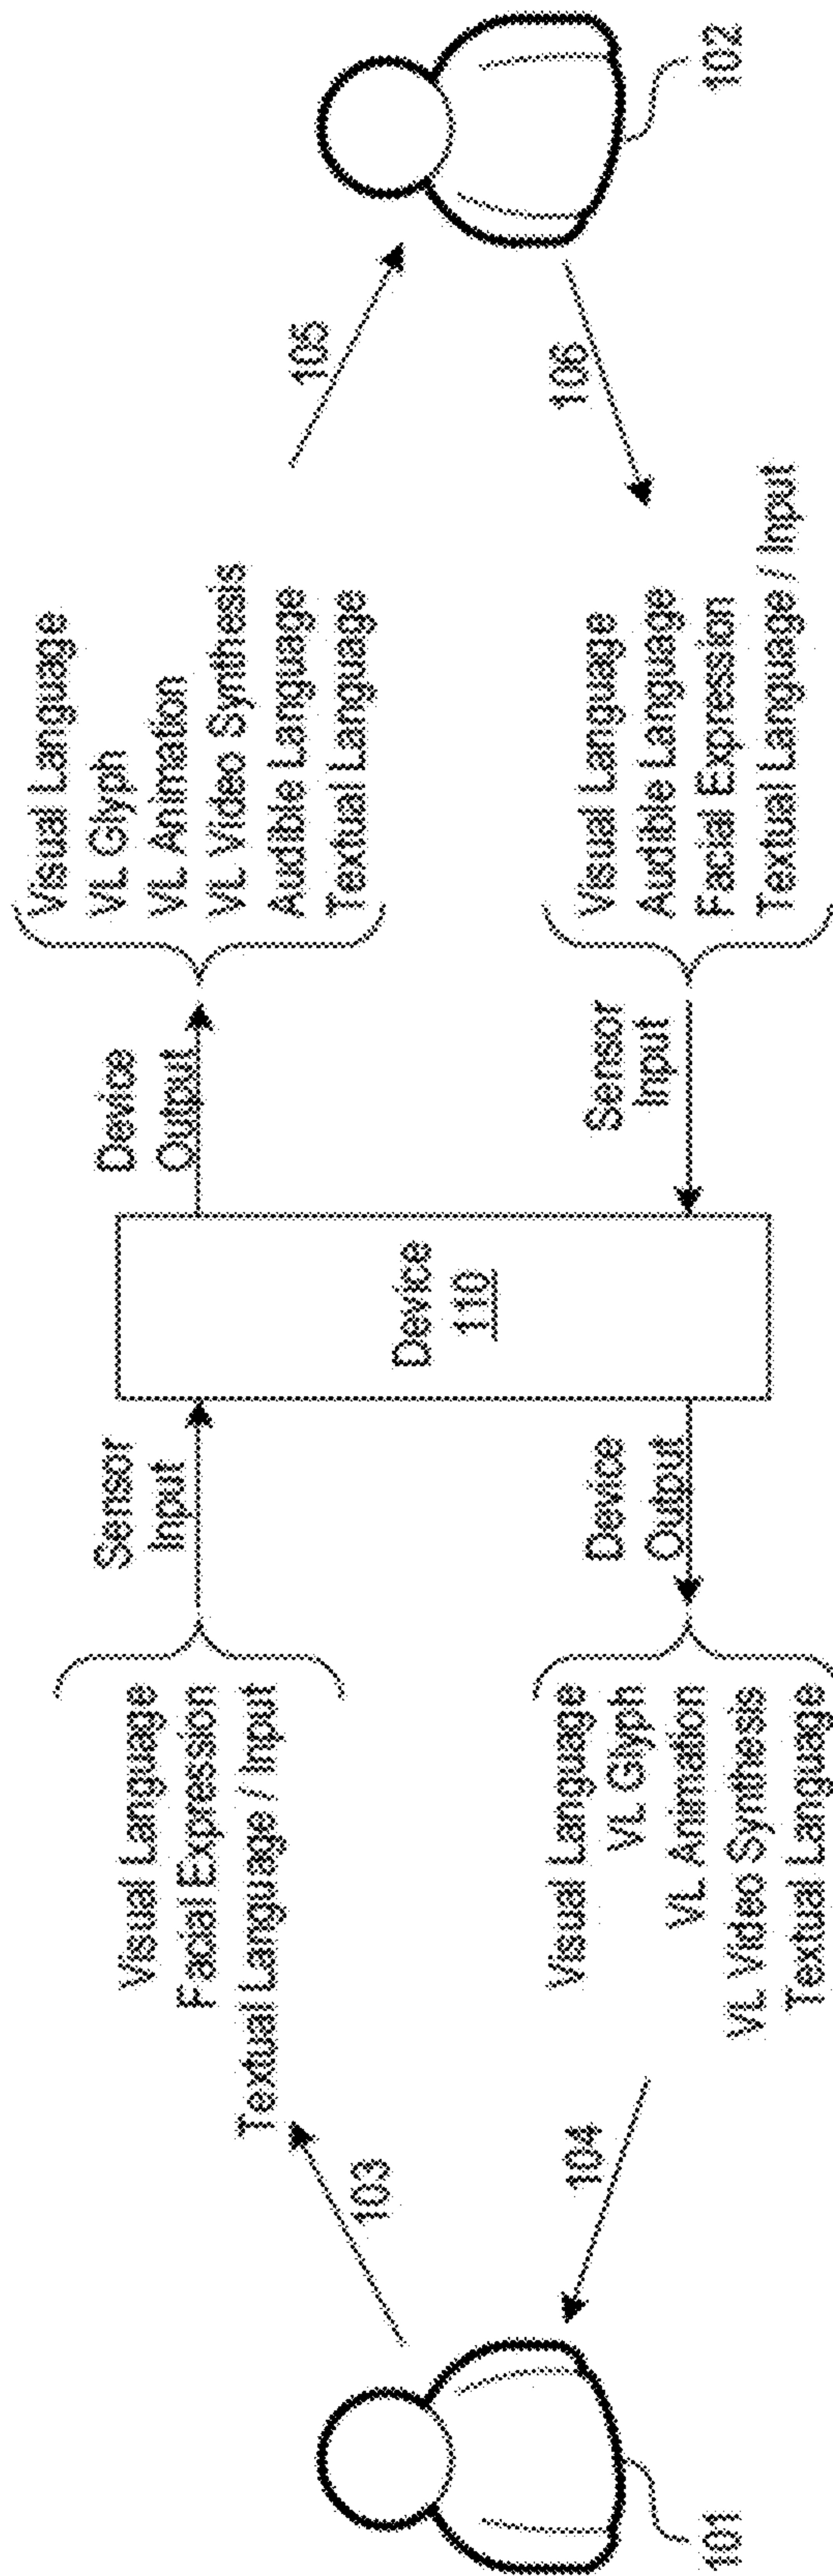 Visual Language
Facial Expression
Textual Language / Input
Sensor
Input
Device
Output
Visual Language
VL Glyph
VL Animation
VL Video Synthesis
Audible Language
Textual Language
103
105
Device
110
101
102
104
106
Visual Language
VL Glyph
VL Animation
VL Video Synthesis
Textual Language
Device
Output
Sensor
Input
Visual Language
Audible Language
Facial Expression
Textual Language / Input